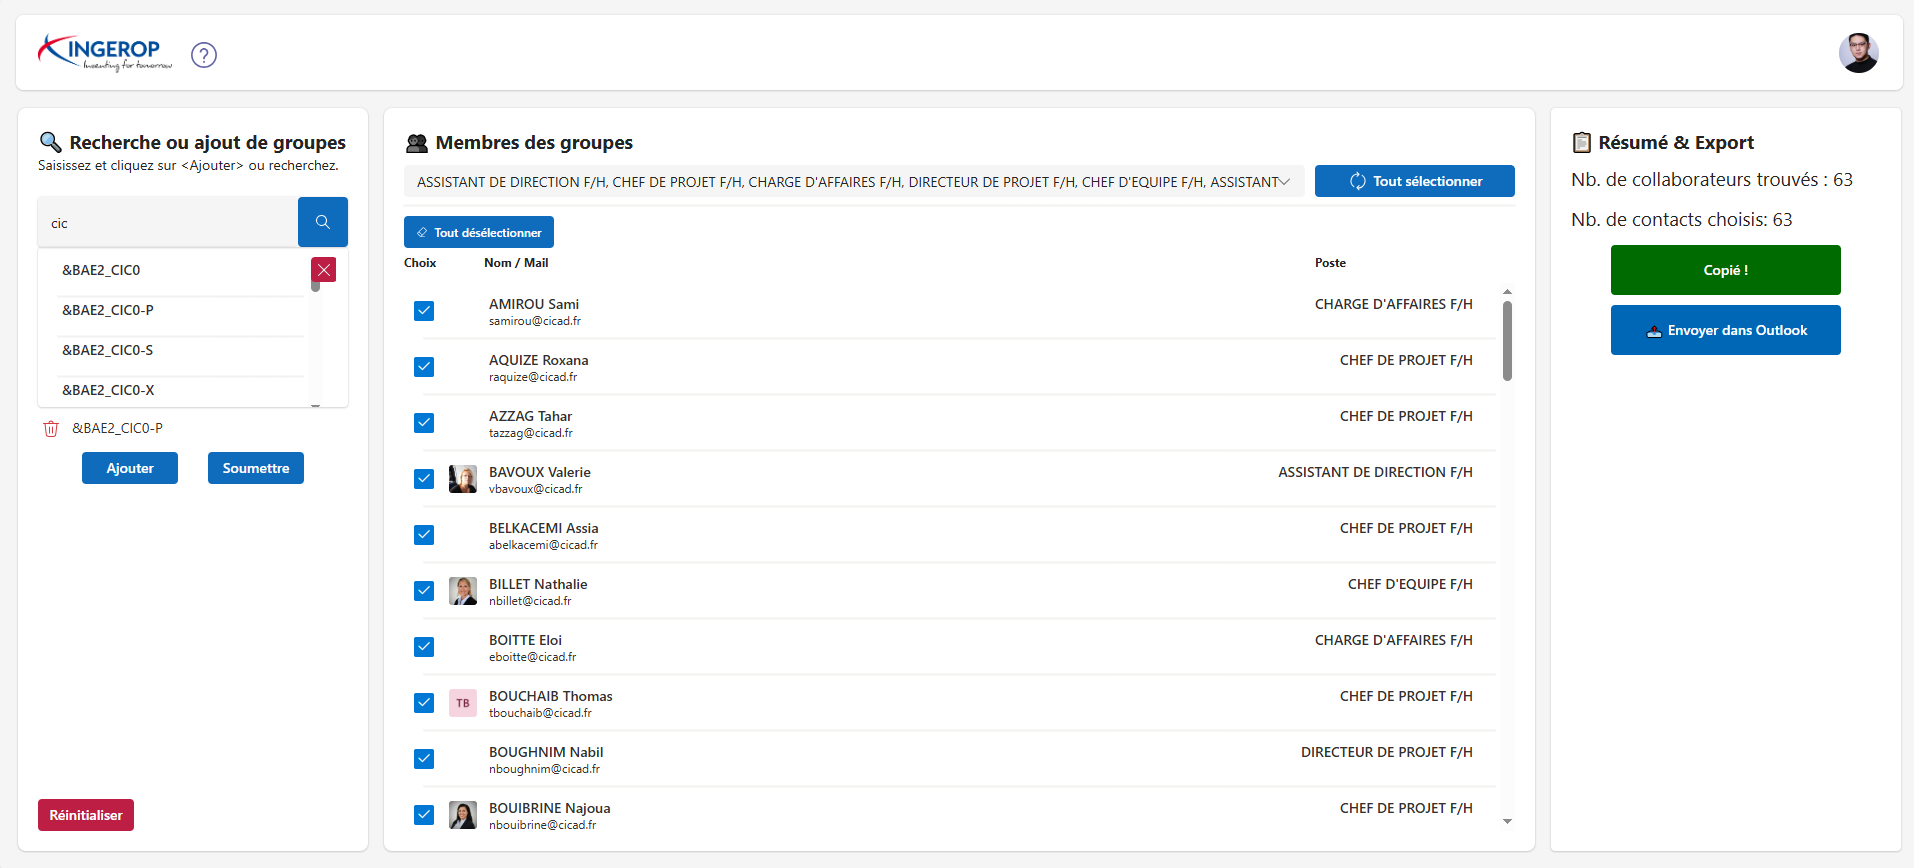 INGEROP
Inventing for tomorrow
?
Recherche ou ajout de groupes
Saisissez et cliquez sur <Ajouter> ou recherchez.
cic
&BAE2_CIC0
&BAE2_CIC0-P
&BAE2_CIC0-S
&BAE2_CIC0-X
&BAE2_CIC0-P
Ajouter
Soumettre
Réinitialiser
Membres des groupes
ASSISTANT DE DIRECTION F/H, CHEF DE PROJET F/H, CHARGE D'AFFAIRES F/H, DIRECTEUR DE PROJET F/H, CHEF D'EQUIPE F/H, ASSISTANT
Tout sélectionner
Tout désélectionner
Choix Nom / Mail Poste
AMIROU Sami CHARGE D'AFFAIRES F/H
samirou@cicad.fr
AQUIZE Roxana CHEF DE PROJET F/H
raquize@cicad.fr
AZZAG Tahar CHEF DE PROJET F/H
tazzag@cicad.fr
BAVOUX Valerie ASSISTANT DE DIRECTION F/H
vbavoux@cicad.fr
BELKACEMI Assia CHEF DE PROJET F/H
abelkacemi@cicad.fr
BILLET Nathalie CHEF D'EQUIPE F/H
nbillet@cicad.fr
BOITTE Eloi CHARGE D'AFFAIRES F/H
eboitte@cicad.fr
TB BOUCHAIB Thomas CHEF DE PROJET F/H
tbouchaib@cicad.fr
BOUGHNIM Nabil DIRECTEUR DE PROJET F/H
nboughnim@cicad.fr
BOUIBRINE Najoua CHEF DE PROJET F/H
nbouibrine@cicad.fr
Résumé & Export
Nb. de collaborateurs trouvés : 63
Nb. de contacts choisis: 63
Copié !
Envoyer dans Outlook